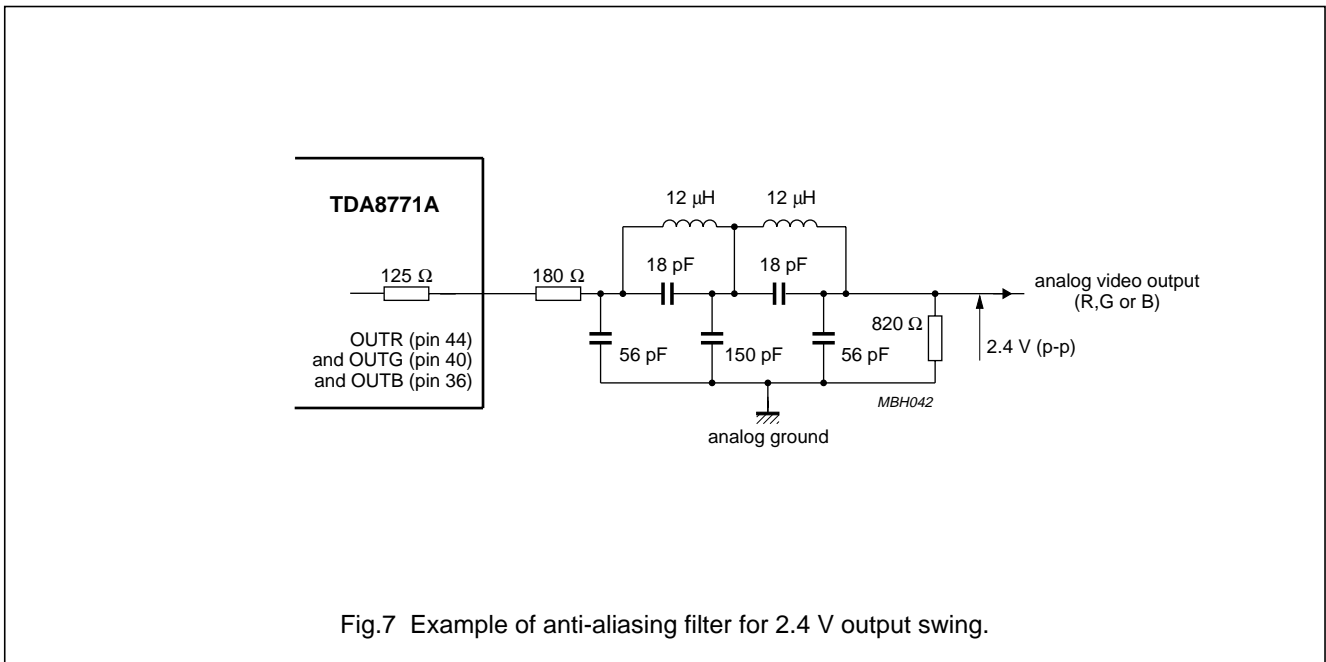 TDA8771A
125 Ω
OUTR (pin 44)
and OUTG (pin 40)
and OUTB (pin 36)
180 Ω
12 μH
12 μH
18 pF
18 pF
56 pF
150 pF
56 pF
820 Ω
analog video output
(R,G or B)
2.4 V (p-p)
MBH042
analog ground
Fig.7 Example of anti-aliasing filter for 2.4 V output swing.